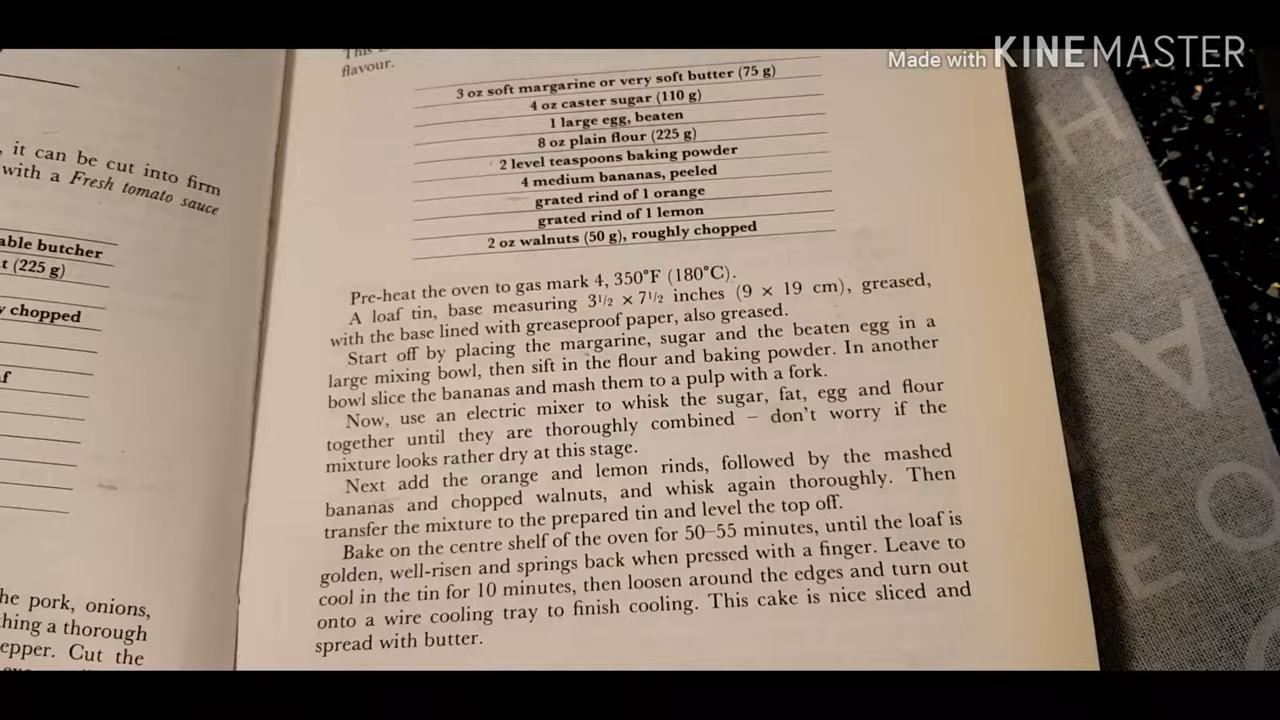 Made with KINEMASTER
, it can be cut into firm
with a Fresh tomato sauce
able butcher
t (225 g)
y chopped
f
he pork, onions,
hing a thorough
epper. Cut the
This
flavour.
3 oz soft margarine or very soft butter (75 g)
4 oz caster sugar (110 g)
1 large egg, beaten
8 oz plain flour (225 g)
2 level teaspoons baking powder
4 medium bananas, peeled
grated rind of 1 orange
grated rind of 1 lemon
2 oz walnuts (50 g), roughly chopped
Pre-heat the oven to gas mark 4, 350°F (180°C).
A loaf tin, base measuring 3 1/2 × 7 1/2 inches (9 × 19 cm), greased,
with the base lined with greaseproof paper, also greased.
Start off by placing the margarine, sugar and the beaten egg in a
large mixing bowl, then sift in the flour and baking powder. In another
bowl slice the bananas and mash them to a pulp with a fork.
Now, use an electric mixer to whisk the sugar, fat, egg and flour
together until they are thoroughly combined – don't worry if the
mixture looks rather dry at this stage.
Next add the orange and lemon rinds, followed by the mashed
bananas and chopped walnuts, and whisk again thoroughly. Then
transfer the mixture to the prepared tin and level the top off.
Bake on the centre shelf of the oven for 50–55 minutes, until the loaf is
golden, well-risen and springs back when pressed with a finger. Leave to
cool in the tin for 10 minutes, then loosen around the edges and turn out
onto a wire cooling tray to finish cooling. This cake is nice sliced and
spread with butter.